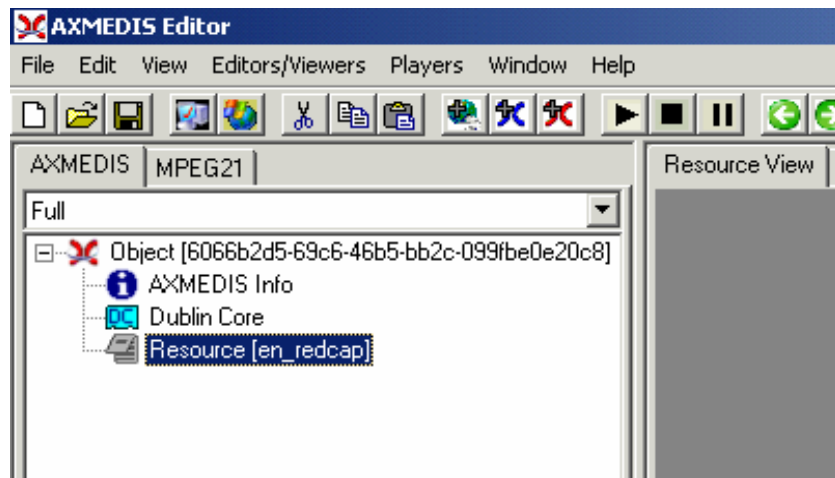 AXMEDIS Editor
File Edit View Editors/Viewers Players Window Help
AXMEDIS MPEG21 Resource View
Full
Object [6066b2d5-69c6-46b5-bb2c-099fbe0e20c8]
AXMEDIS Info
DC Dublin Core
Resource [en_redcap]